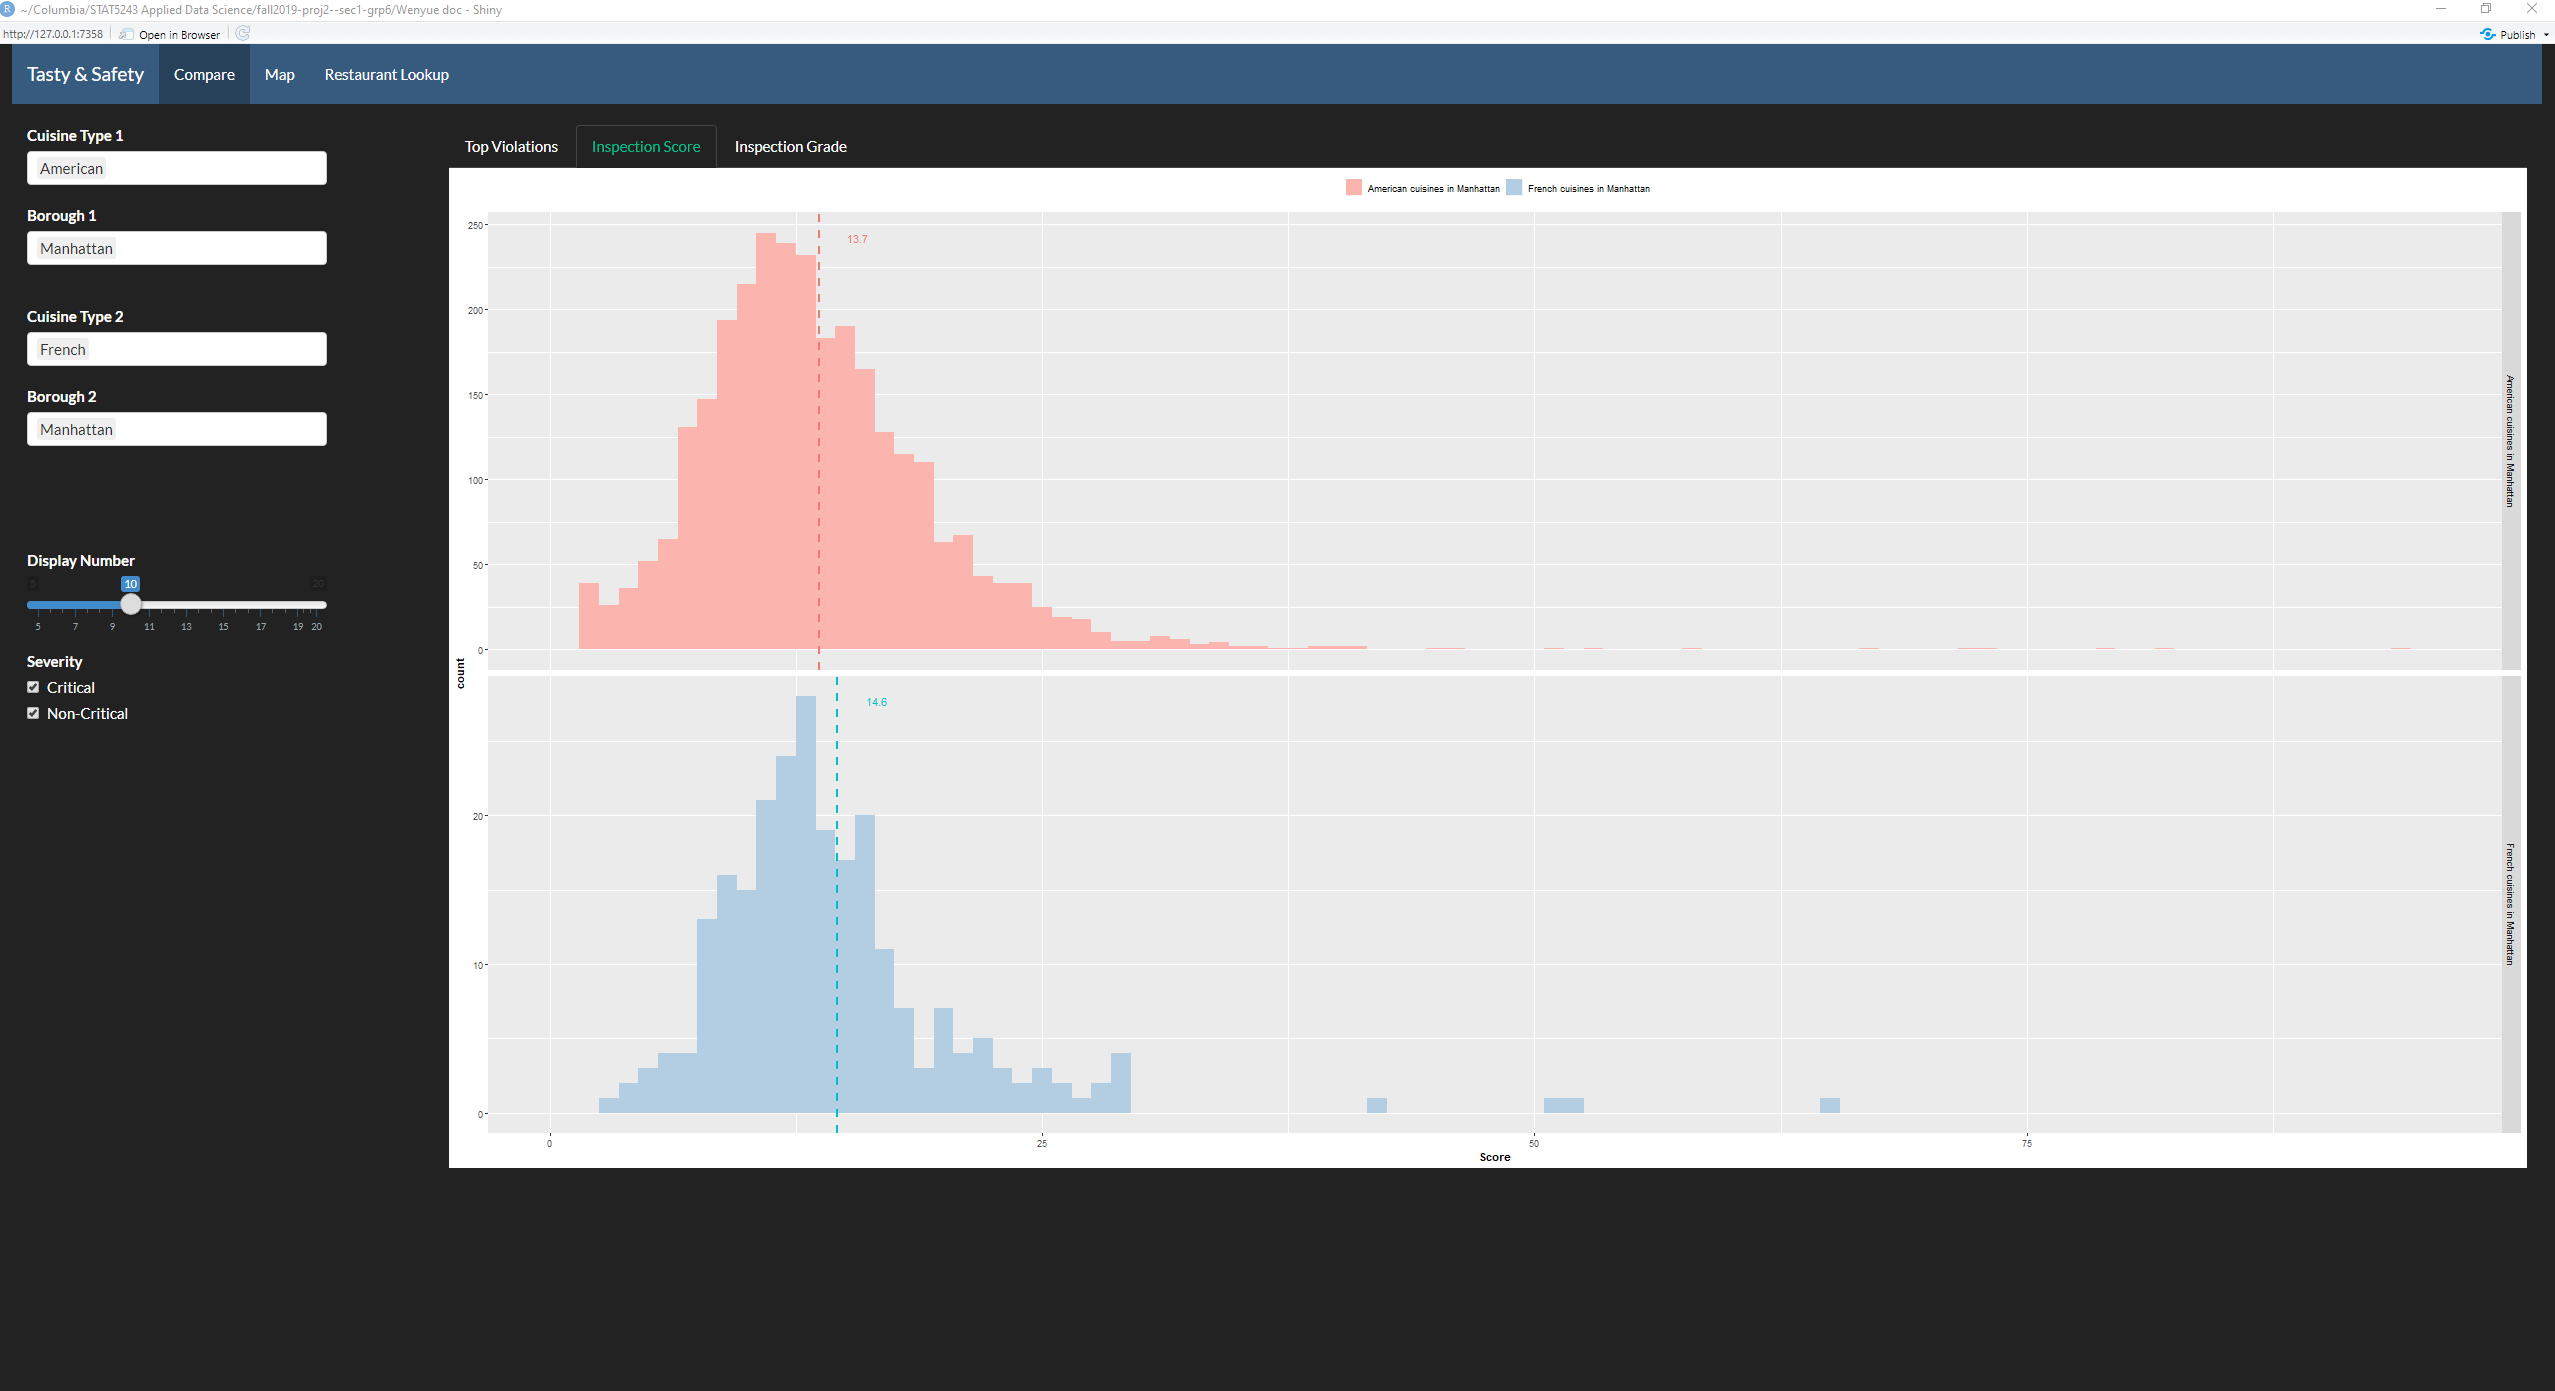 R ~/Columbia/STAT5243 Applied Data Science/fall2019-proj2--sec1-grp6/Wenyue doc - Shiny
http://127.0.0.1:7358 Open in Browser Publish
Tasty & Safety Compare Map Restaurant Lookup
Cuisine Type 1
American
Borough 1
Manhattan
Cuisine Type 2
French
Borough 2
Manhattan
Display Number
5 10 20
5 7 9 11 13 15 17 19 20
Severity
Critical
Non-Critical
Top Violations Inspection Score Inspection Grade
American cuisines in Manhattan French cuisines in Manhattan
250
200
150
100
50
0
13.7
American cuisines in Manhattan
count
20
10
0
14.6
French cuisines in Manhattan
0 25 50 75
Score